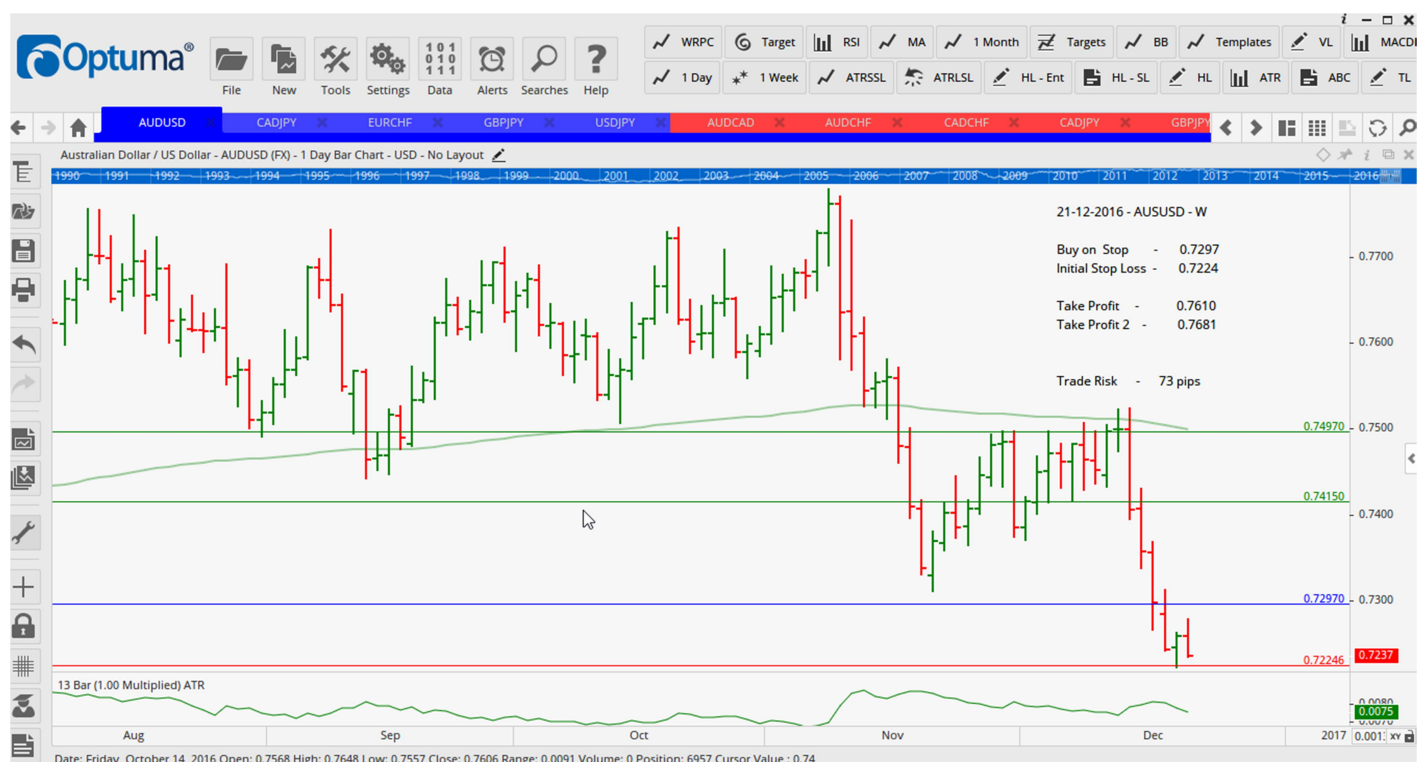 i
Optuma®
File New Tools Settings Data Alerts Searches Help
WRPC Target RSI MA 1 Month Targets BB Templates VL MACDI
1 Day 1 Week ATRSSL ATRLSL HL - Ent HL - SL HL ATR ABC TL
AUDUSD CADJPY EURCHF GBPJPY USDJPY AUDCAD AUDCHF CADCHF CADJPY GBPJPY
Australian Dollar / US Dollar - AUDUSD (FX) - 1 Day Bar Chart - USD - No Layout
1990 1991 1992 1993 1994 1995 1996 1997 1998 1999 2000 2001 2002 2003 2004 2005 2006 2007 2008 2009 2010 2011 2012 2013 2014 2015 2016
21-12-2016 - AUSUSD - W
Buy on Stop - 0.7297
Initial Stop Loss - 0.7224
Take Profit - 0.7610
Take Profit 2 - 0.7681
Trade Risk - 73 pips
0.7700
0.7600
0.74970 0.7500
0.74150
0.7400
0.72970 0.7300
0.72246 0.7237
13 Bar (1.00 Multiplied) ATR
0.0080
0.0075
0.0070
Aug Sep Oct Nov Dec 2017 0.001 XY
Date: Friday, October 14, 2016 Open: 0.7568 High: 0.7648 Low: 0.7557 Close: 0.7606 Range: 0.0091 Volume: 0 Position: 6957 Cursor Value : 0.74